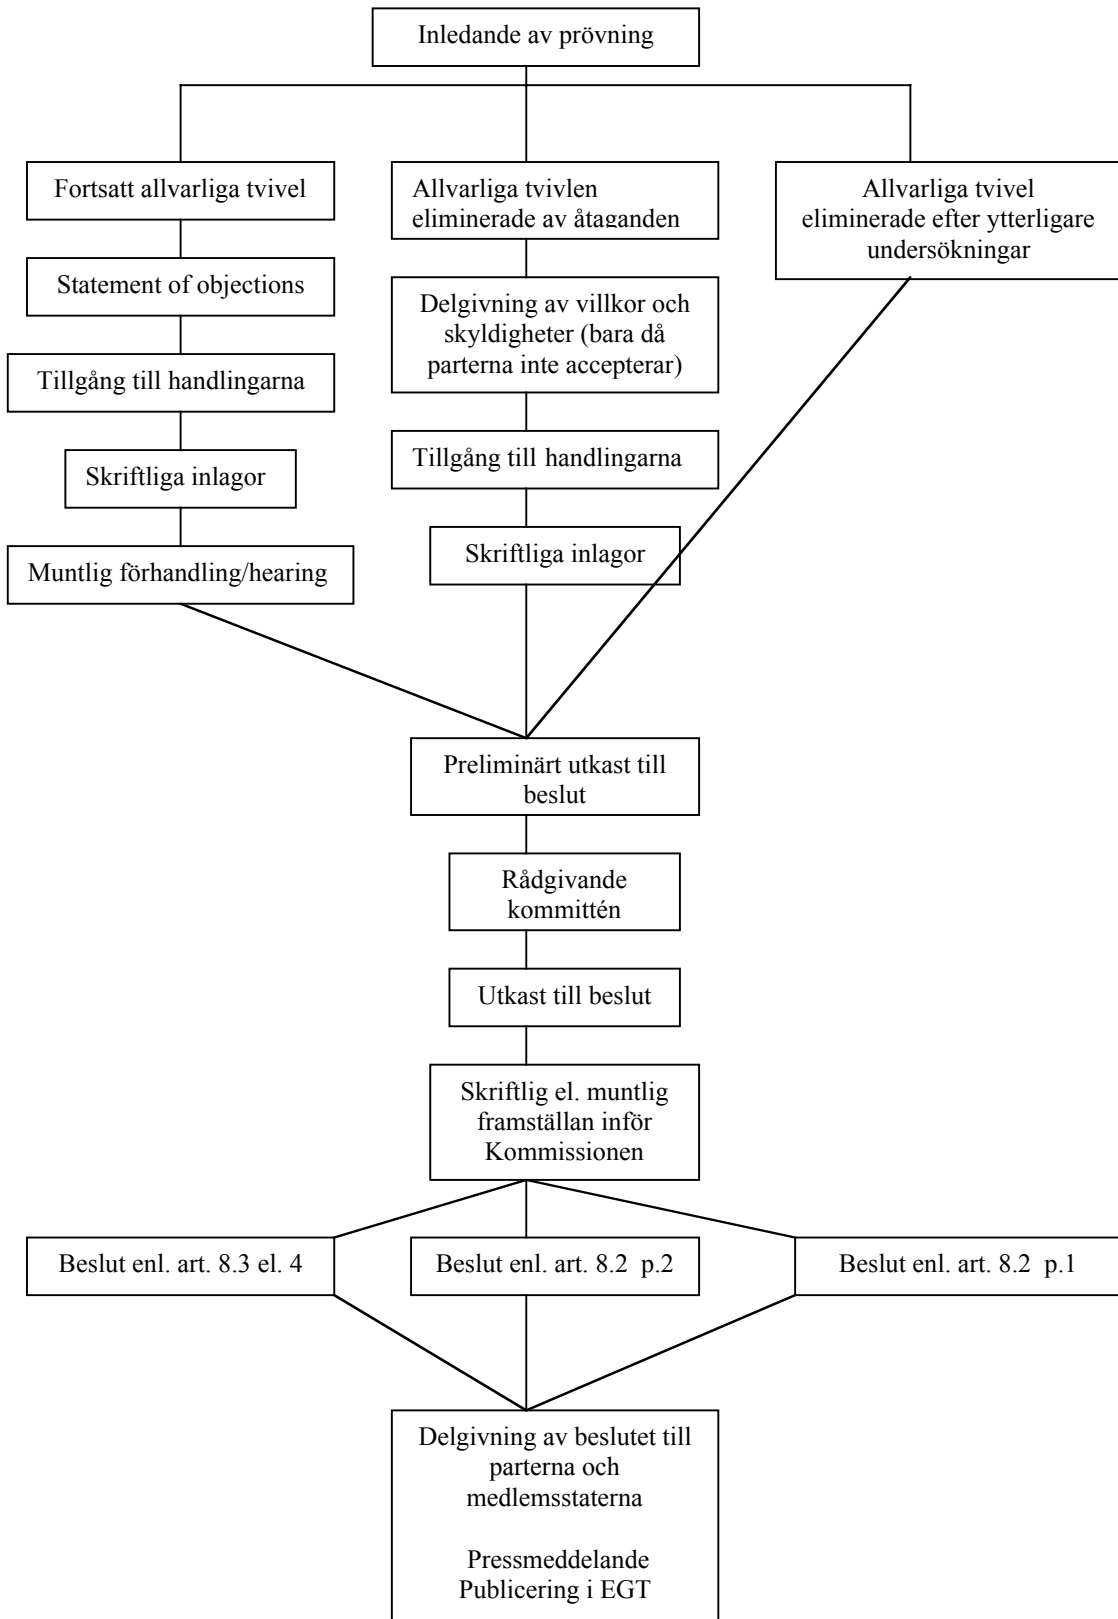 Inledande av prövning
Fortsatt allvarliga tvivel
Statement of objections
Tillgång till handlingarna
Skriftliga inlagor
Muntlig förhandling/hearing
Allvarliga tvivlen
eliminerade av åtaganden
Delgivning av villkor och
skyldigheter (bara då
parterna inte accepterar)
Tillgång till handlingarna
Skriftliga inlagor
Allvarliga tvivel
eliminerade efter ytterligare
undersökningar
Preliminärt utkast till
beslut
Rådgivande
kommittén
Utkast till beslut
Skriftlig el. muntlig
framställan inför
Kommissionen
Beslut enl. art. 8.3 el. 4
Beslut enl. art. 8.2 p.2
Beslut enl. art. 8.2 p.1
Delgivning av beslutet till
parterna och
medlemsstaterna
Pressmeddelande
Publicering i EGT